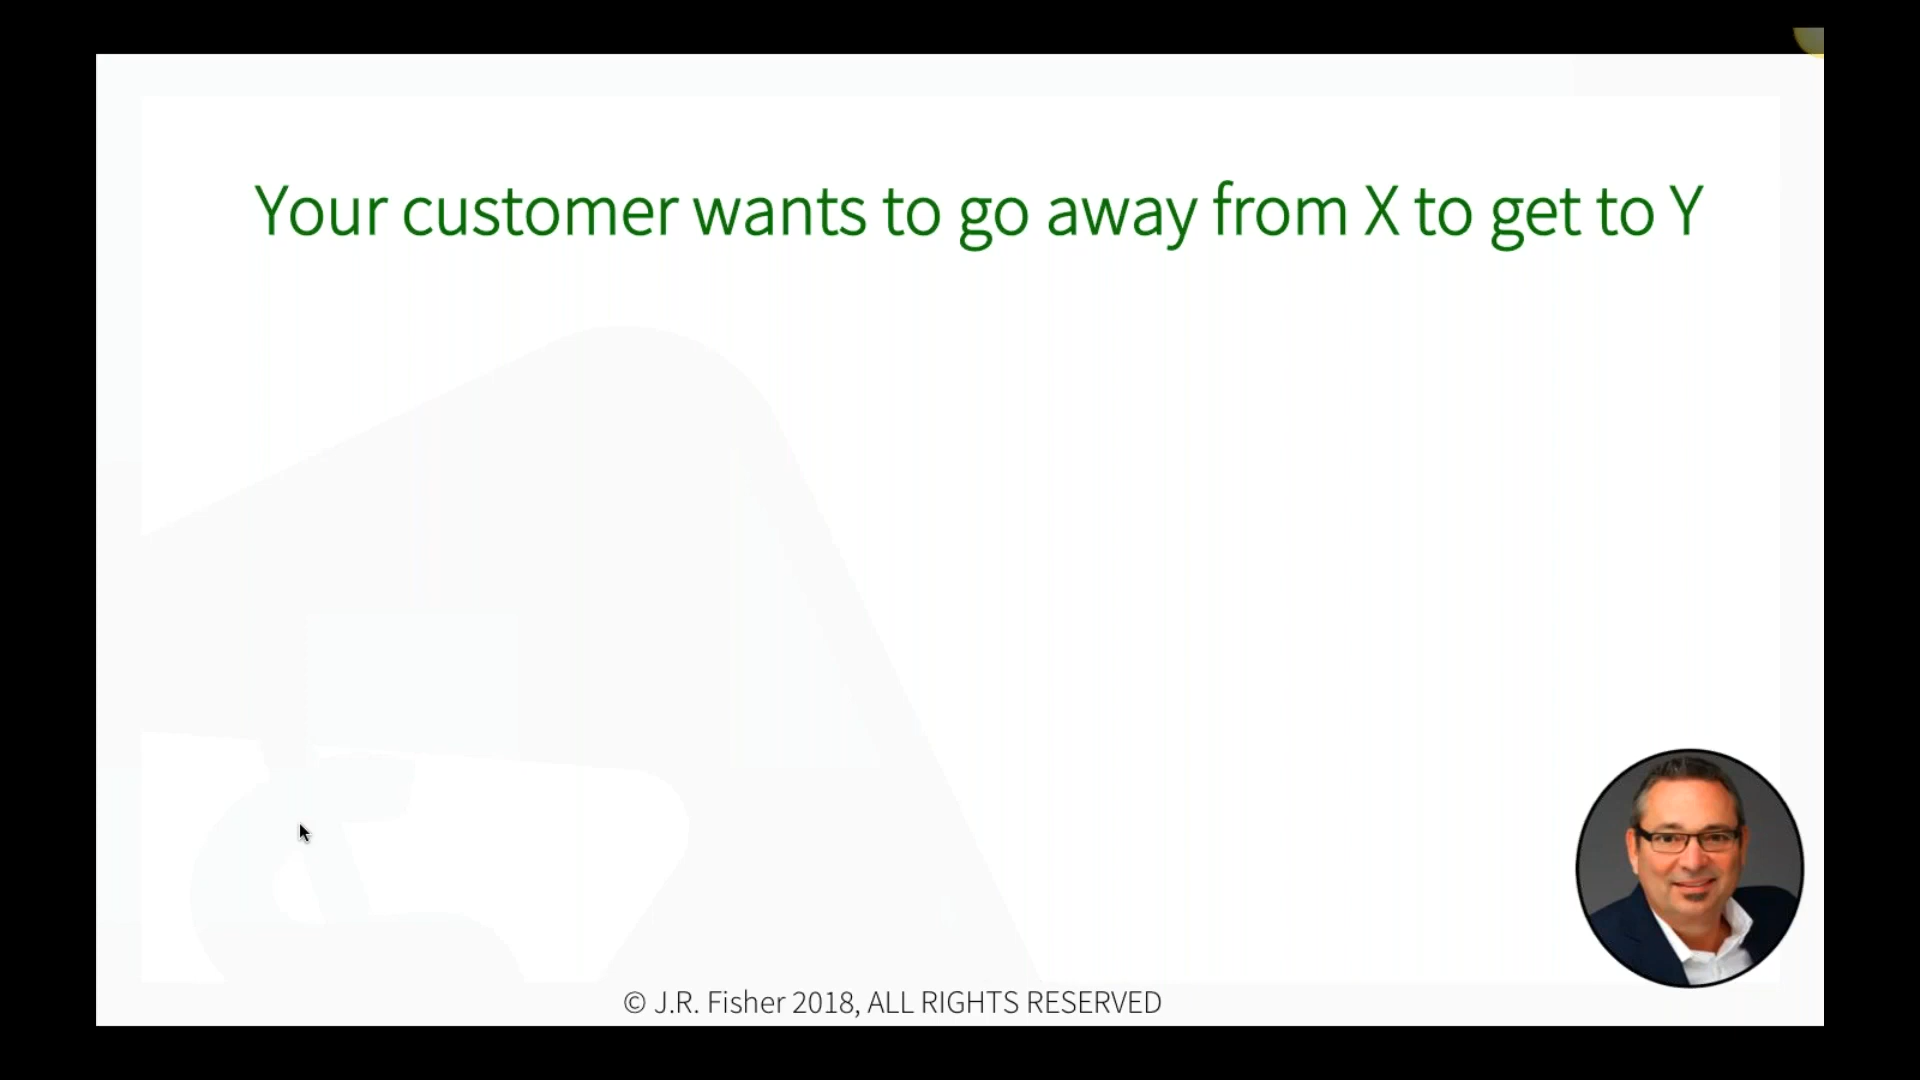 Your customer wants to go away from X to get to Y
© J.R. Fisher 2018, ALL RIGHTS RESERVED